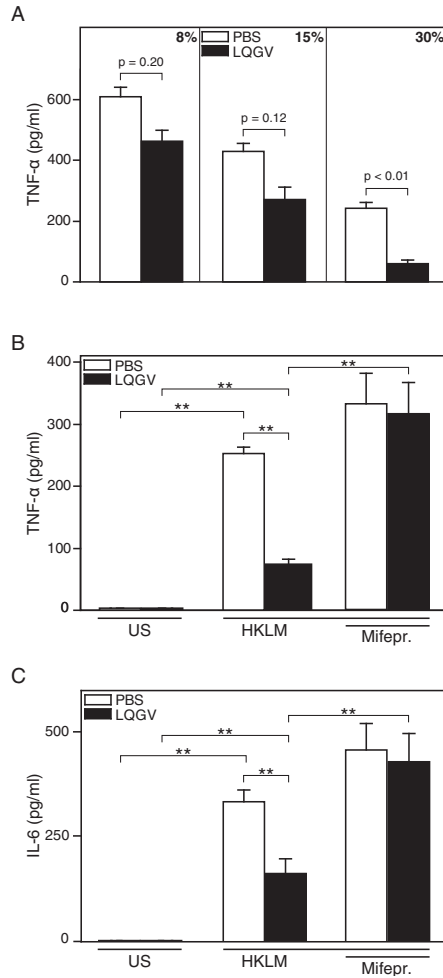 A
8% 15% 30%
PBS
LQGV
p = 0.20
p = 0.12
p < 0.01
TNF-α (pg/ml)
600
400
200
0
B
PBS
LQGV
**
**
**
**
TNF-α (pg/ml)
400
300
200
100
0
US HKLM Mifepr.
C
PBS
LQGV
**
**
**
**
IL-6 (pg/ml)
500
250
0
US HKLM Mifepr.